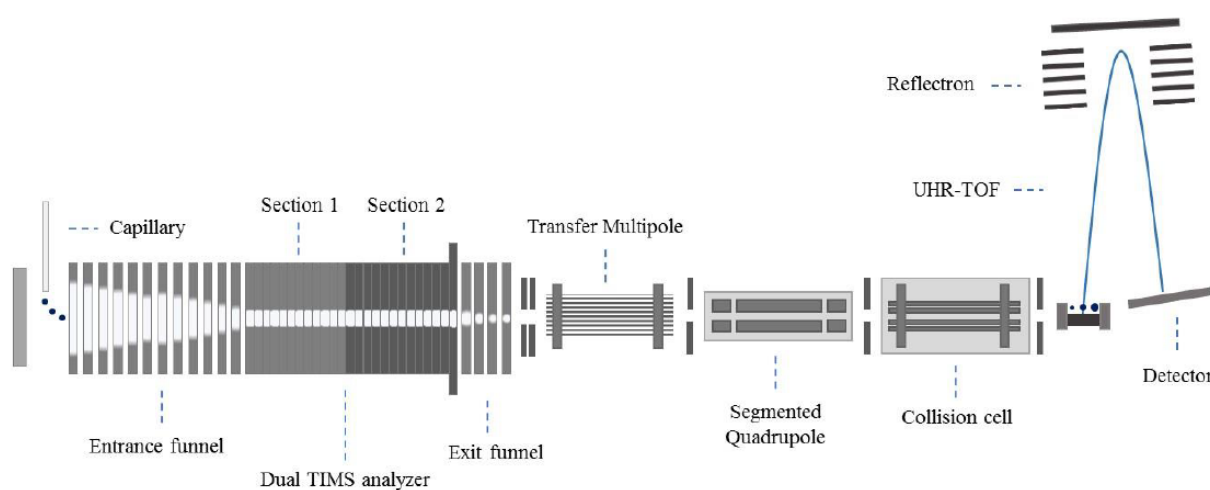 Reflectron
UHR-TOF
Section 1
Section 2
Capillary
Transfer Multipole
Detector
Segmented
Quadrupole
Collision cell
Entrance funnel
Exit funnel
Dual TIMS analyzer